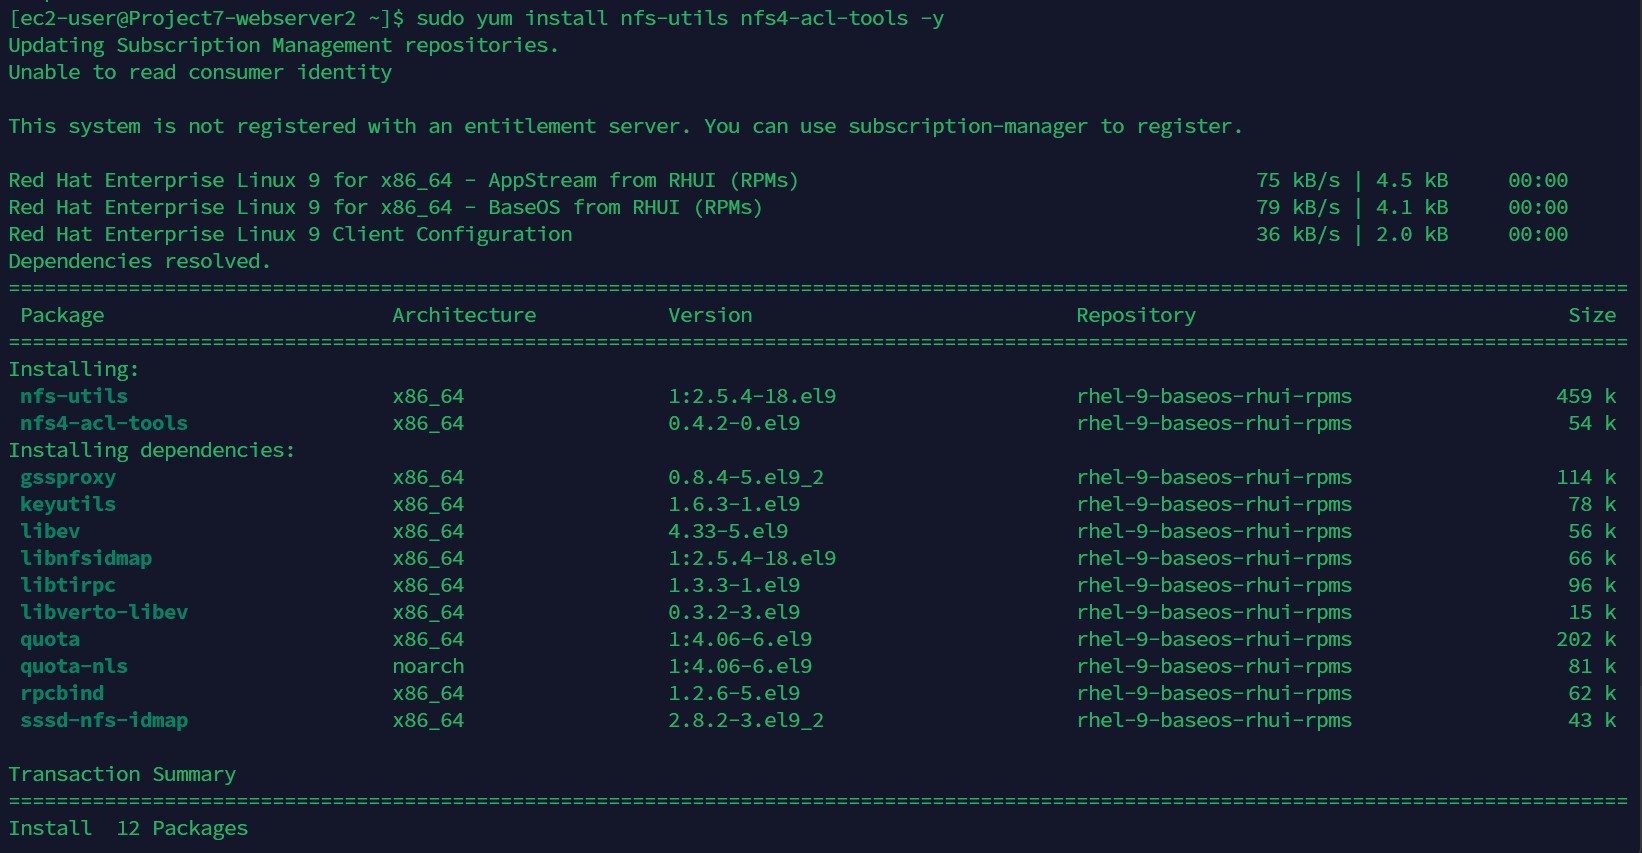 [ec2-user@Project7-webserver2 ~]$ sudo yum install nfs-utils nfs4-acl-tools -y
Updating Subscription Management repositories.
Unable to read consumer identity
This system is not registered with an entitlement server. You can use subscription-manager to register.
Red Hat Enterprise Linux 9 for x86_64 - AppStream from RHUI (RPMs) 75 kB/s | 4.5 kB 00:00
Red Hat Enterprise Linux 9 for x86_64 - BaseOS from RHUI (RPMs) 79 kB/s | 4.1 kB 00:00
Red Hat Enterprise Linux 9 Client Configuration 36 kB/s | 2.0 kB 00:00
Dependencies resolved.
=======================================================================================================================================
Package Architecture Version Repository Size
=======================================================================================================================================
Installing:
nfs-utils x86_64 1:2.5.4-18.el9 rhel-9-baseos-rhui-rpms 459 k
nfs4-acl-tools x86_64 0.4.2-0.el9 rhel-9-baseos-rhui-rpms 54 k
Installing dependencies:
gssproxy x86_64 0.8.4-5.el9_2 rhel-9-baseos-rhui-rpms 114 k
keyutils x86_64 1.6.3-1.el9 rhel-9-baseos-rhui-rpms 78 k
libev x86_64 4.33-5.el9 rhel-9-baseos-rhui-rpms 56 k
libnfsidmap x86_64 1:2.5.4-18.el9 rhel-9-baseos-rhui-rpms 66 k
libtirpc x86_64 1.3.3-1.el9 rhel-9-baseos-rhui-rpms 96 k
libverto-libev x86_64 0.3.2-3.el9 rhel-9-baseos-rhui-rpms 15 k
quota x86_64 1:4.06-6.el9 rhel-9-baseos-rhui-rpms 202 k
quota-nls noarch 1:4.06-6.el9 rhel-9-baseos-rhui-rpms 81 k
rpcbind x86_64 1.2.6-5.el9 rhel-9-baseos-rhui-rpms 62 k
sssd-nfs-idmap x86_64 2.8.2-3.el9_2 rhel-9-baseos-rhui-rpms 43 k
Transaction Summary
=======================================================================================================================================
Install 12 Packages